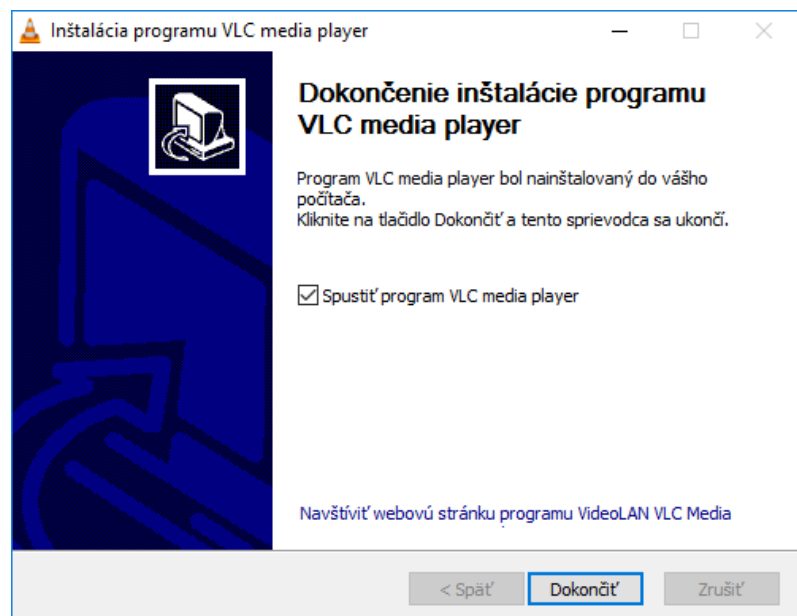 Inštalácia programu VLC media player
Dokončenie inštalácie programu
VLC media player
Program VLC media player bol nainštalovaný do vášho
počítača.
Kliknite na tlačidlo Dokončiť a tento sprievodca sa ukončí.
Spustiť program VLC media player
Navštíviť webovú stránku programu VideoLAN VLC Media
< Späť
Dokončiť
Zrušiť